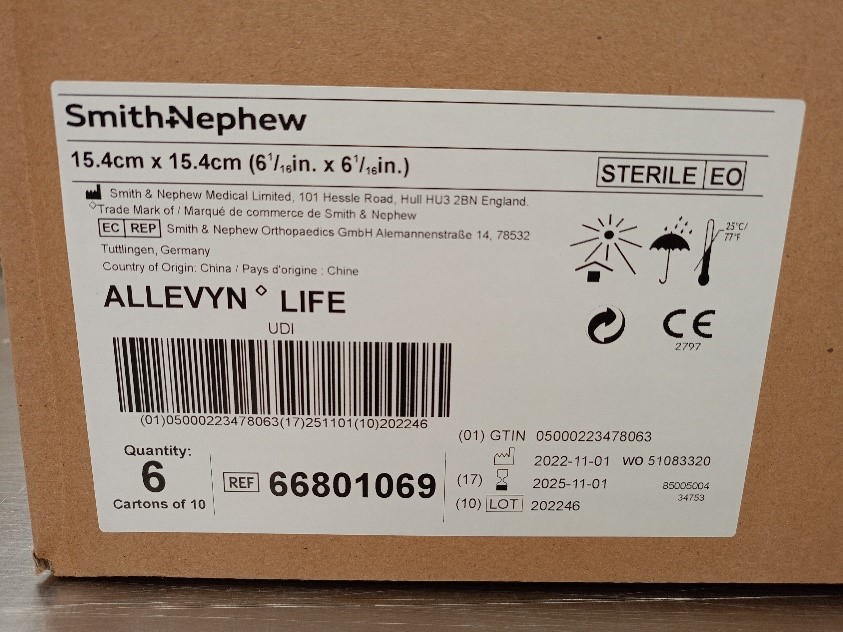 Smith+Nephew
15.4cm x 15.4cm (6¹/₁₆in. x 6¹/₁₆in.)
STERILE EO
Smith & Nephew Medical Limited, 101 Hessle Road, Hull HU3 2BN England.
◇Trade Mark of / Marqué de commerce de Smith & Nephew
EC REP Smith & Nephew Orthopaedics GmbH Alemannenstraße 14, 78532
Tuttlingen, Germany
Country of Origin: China / Pays d'origine : Chine
25°C/
77°F
ALLEVYN◇ LIFE
CE
2797
UDI
(01)05000223478063(17)251101(10)202246
Quantity:
6
Cartons of 10
REF 66801069
(01) GTIN 05000223478063
2022-11-01 WO 51083320
(17) 2025-11-01
85005004
34753
(10) LOT 202246